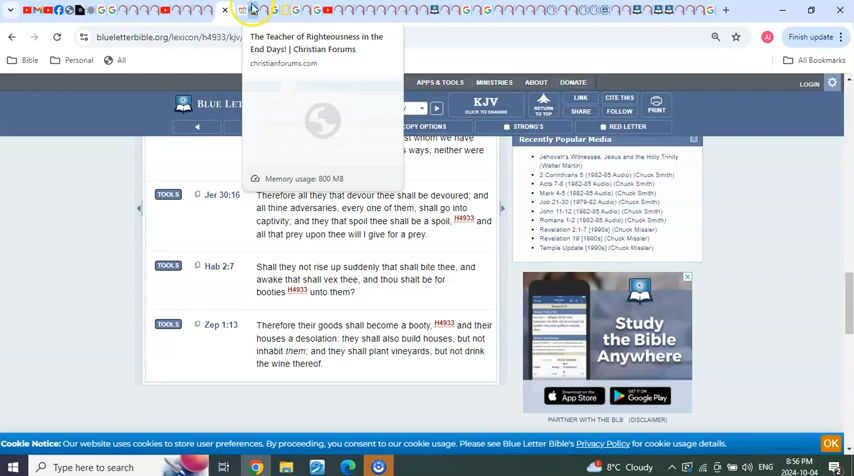 blueletterbible.org/lexicon/h4933/kjv/
Finish update
Bible
Personal
All
All Bookmarks
The Teacher of Righteousness in the
End Days! | Christian Forums
christianforums.com
Memory usage: 800 MB
APPS & TOOLS MINISTRIES ABOUT DONATE
LOGIN
BLUE
KJV
CLICK TO CHANGE
RETURN
TO TOP
LINK
SHARE
CITE THIS
FOLLOW
PRINT
COPY OPTIONS
STRONG'S
RED LETTER
st whom we have
s ways, neither were
TOOLS
Jer 30:16
Therefore all they that devour thee shall be devoured; and
all thine adversaries, every one of them, shall go into
captivity; and they that spoil thee shall be a spoil, H4933 and
all that prey upon thee will I give for a prey.
TOOLS
Hab 2:7
Shall they not rise up suddenly that shall bite thee, and
awake that shall vex thee, and thou shalt be for
booties H4933 unto them?
TOOLS
Zep 1:13
Therefore their goods shall become a booty, H4933 and their
houses a desolation: they shall also build houses, but not
inhabit them; and they shall plant vineyards, but not drink
the wine thereof.
Recently Popular Media
Jehovah's Witnesses, Jesus and the Holy Trinity
(Walter Martin)
2 Corinthians 5 (1982-85 Audio) (Chuck Smith)
Acts 7-8 (1982-85 Audio) (Chuck Smith)
Mark 4-5 (1982-85 Audio) (Chuck Smith)
Job 21-30 (1979-82 Audio) (Chuck Smith)
John 11-12 (1982-85 Audio) (Chuck Smith)
Romans 1-2 (1982-85 Audio) (Chuck Smith)
Revelation 2:1-7 [1990s] (Chuck Missler)
Revelation 19 [1990s] (Chuck Missler)
Temple Update [1990s] (Chuck Missler)
Study
the Bible
Anywhere
Download on the
App Store
GET IT ON
Google Play
PARTNER WITH THE BLB (DISCLAIMER)
Cookie Notice: Our website uses cookies to store user preferences. By proceeding, you consent to our cookie usage. Please see Blue Letter Bible's Privacy Policy for cookie usage details.
OK
Type here to search
8°C Cloudy
ENG
8:56 PM
2024-10-04